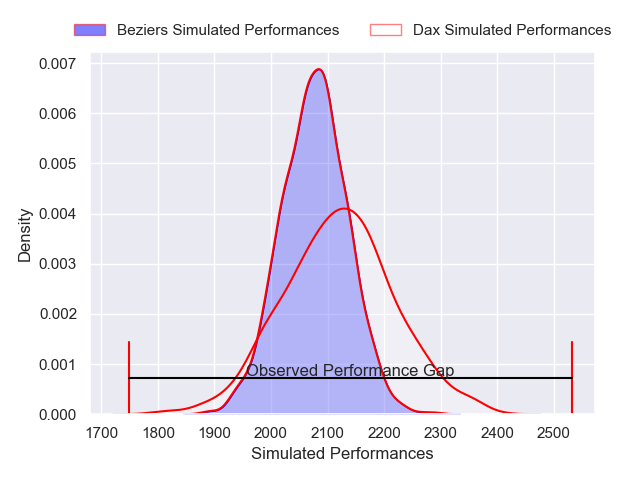 Beziers Simulated Performances
Dax Simulated Performances
0.007
0.006
0.005
0.004
0.003
0.002
0.001
0.000
Density
Observed Performance Gap
1700 1800 1900 2000 2100 2200 2300 2400 2500
Simulated Performances